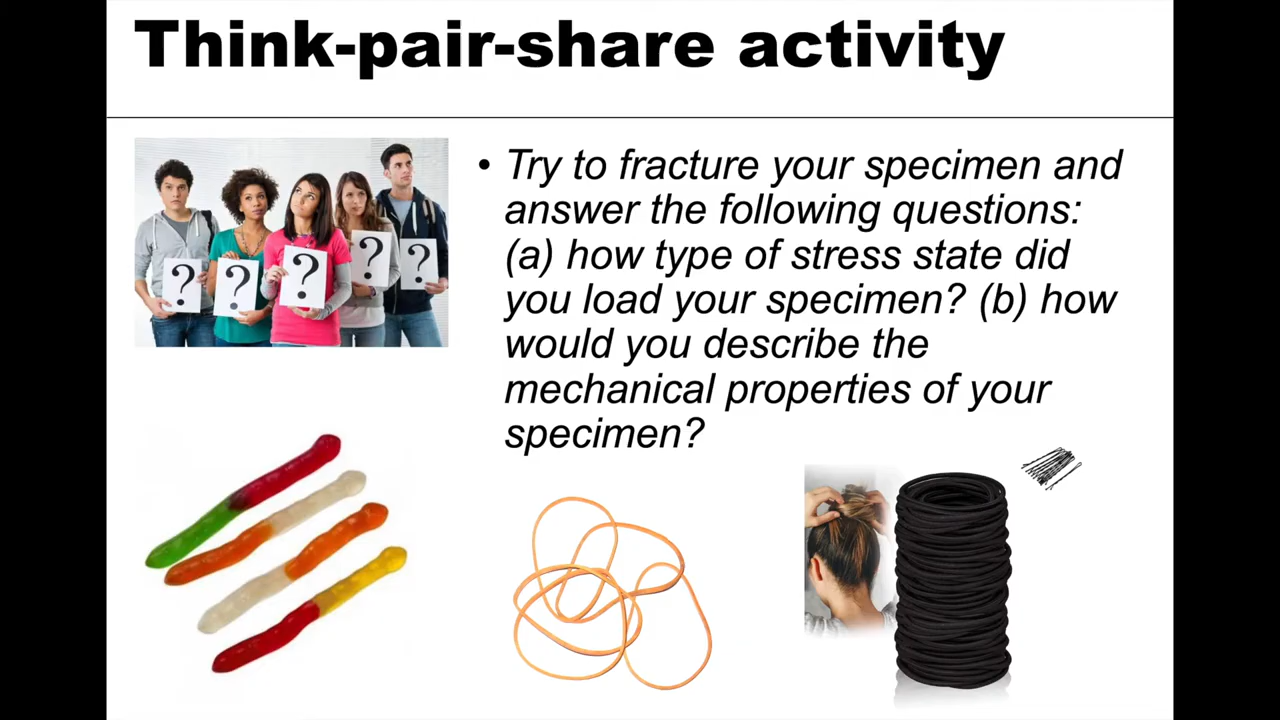 Think-pair-share activity
• Try to fracture your specimen and
answer the following questions:
(a) how type of stress state did
you load your specimen? (b) how
would you describe the
mechanical properties of your
specimen?
? ? ? ? ?